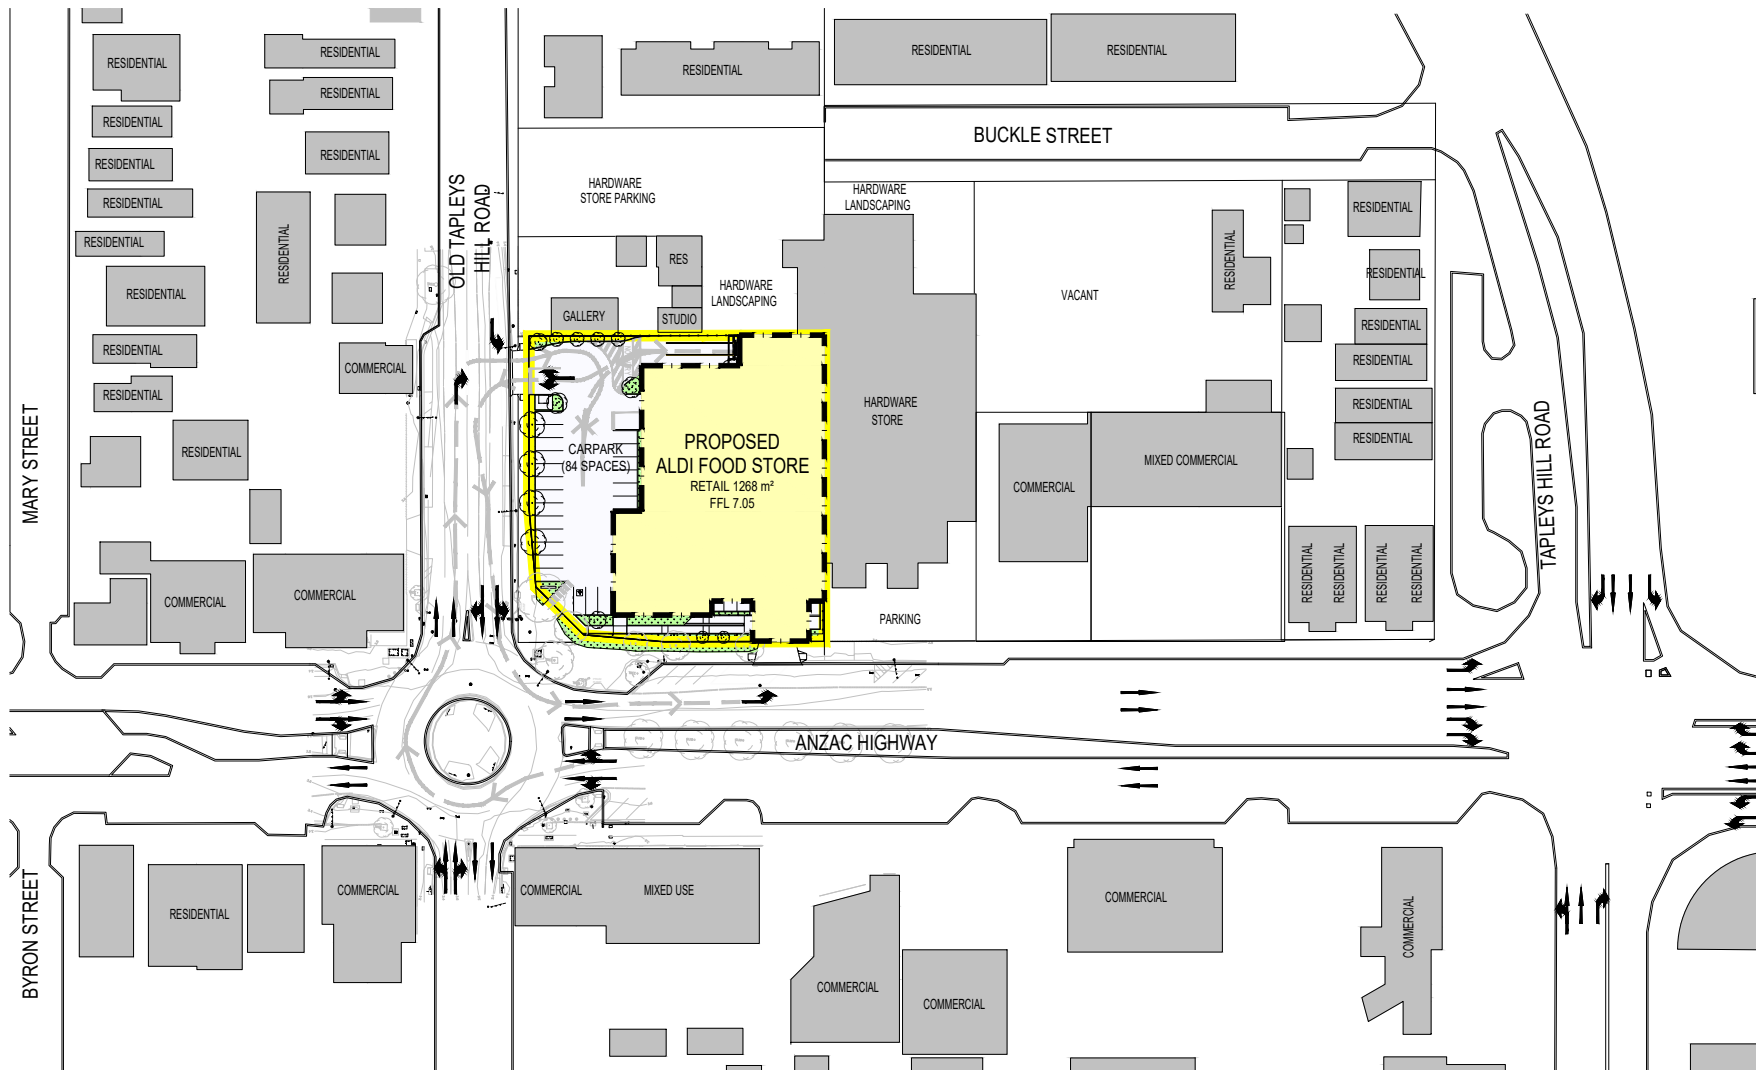 RESIDENTIAL
RESIDENTIAL
RESIDENTIAL
RESIDENTIAL
RESIDENTIAL
RESIDENTIAL
RESIDENTIAL
RESIDENTIAL
BUCKLE STREET
RESIDENTIAL
RESIDENTIAL
HARDWARE
STORE PARKING
HARDWARE
LANDSCAPING
OLD TAPLEYS
HILL ROAD
RESIDENTIAL
RESIDENTIAL
RESIDENTIAL
RESIDENTIAL
RESIDENTIAL
RES
RESIDENTIAL
RESIDENTIAL
RESIDENTIAL
HARDWARE
LANDSCAPING
VACANT
GALLERY
STUDIO
RESIDENTIAL
RESIDENTIAL
RESIDENTIAL
COMMERCIAL
RESIDENTIAL
RESIDENTIAL
HARDWARE
STORE
MARY STREET
RESIDENTIAL
CARPARK
(84 SPACES)
PROPOSED
ALDI FOOD STORE
RETAIL 1268 m²
FFL 7.05
COMMERCIAL
MIXED COMMERCIAL
RESIDENTIAL
TAPLEYS HILL ROAD
COMMERCIAL
COMMERCIAL
RESIDENTIAL
RESIDENTIAL
RESIDENTIAL
RESIDENTIAL
PARKING
ANZAC HIGHWAY
BYRON STREET
RESIDENTIAL
COMMERCIAL
COMMERCIAL
MIXED USE
COMMERCIAL
COMMERCIAL
COMMERCIAL
COMMERCIAL